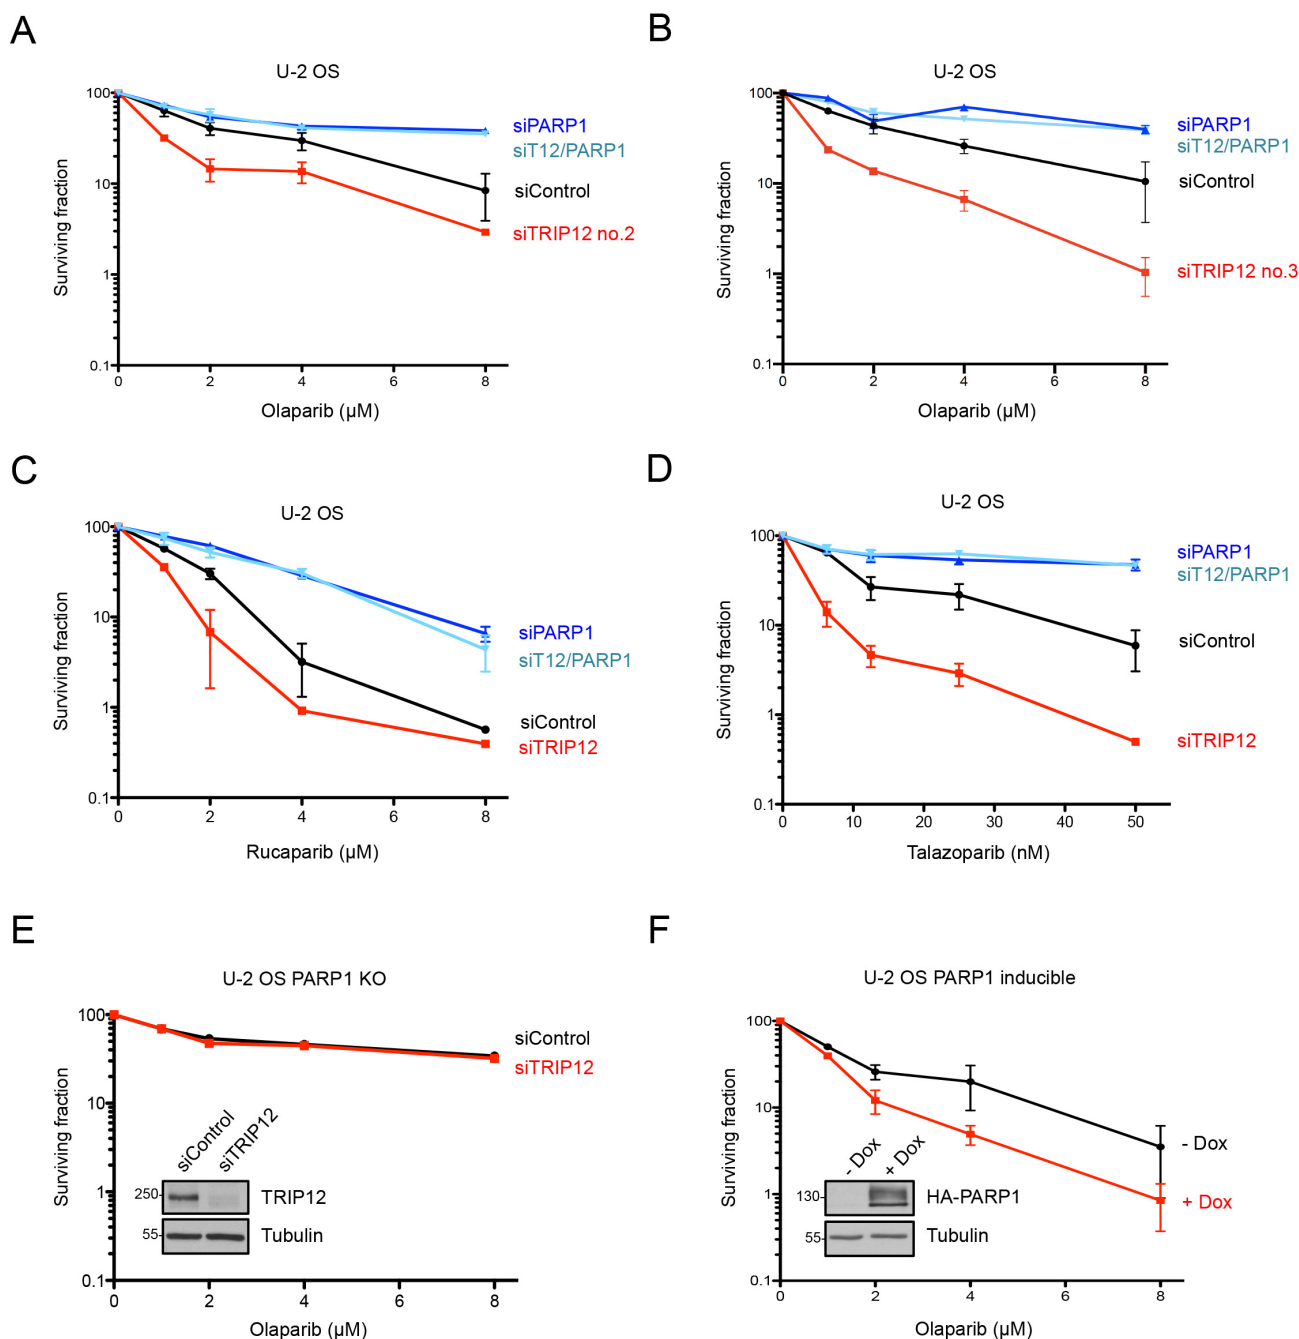 A
U-2 OS
Surviving fraction
100
10
1
0.1
0 2 4 6 8
Olaparib (µM)
siPARP1
siT12/PARP1
siControl
siTRIP12 no.2
B
U-2 OS
Surviving fraction
100
10
1
0.1
0 2 4 6 8
Olaparib (µM)
siPARP1
siT12/PARP1
siControl
siTRIP12 no.3
C
U-2 OS
Surviving fraction
100
10
1
0.1
0 2 4 6 8
Rucaparib (µM)
siPARP1
siT12/PARP1
siControl
siTRIP12
D
U-2 OS
Surviving fraction
100
10
1
0.1
0 10 20 30 40 50
Talazoparib (nM)
siPARP1
siT12/PARP1
siControl
siTRIP12
E
U-2 OS PARP1 KO
Surviving fraction
100
10
1
0.1
0 2 4 6 8
Olaparib (µM)
siControl
siTRIP12
siControl
siTRIP12
250
TRIP12
55
Tubulin
F
U-2 OS PARP1 inducible
Surviving fraction
100
10
1
0.1
0 2 4 6 8
Olaparib (µM)
- Dox
+ Dox
- Dox
+ Dox
130
HA-PARP1
55
Tubulin